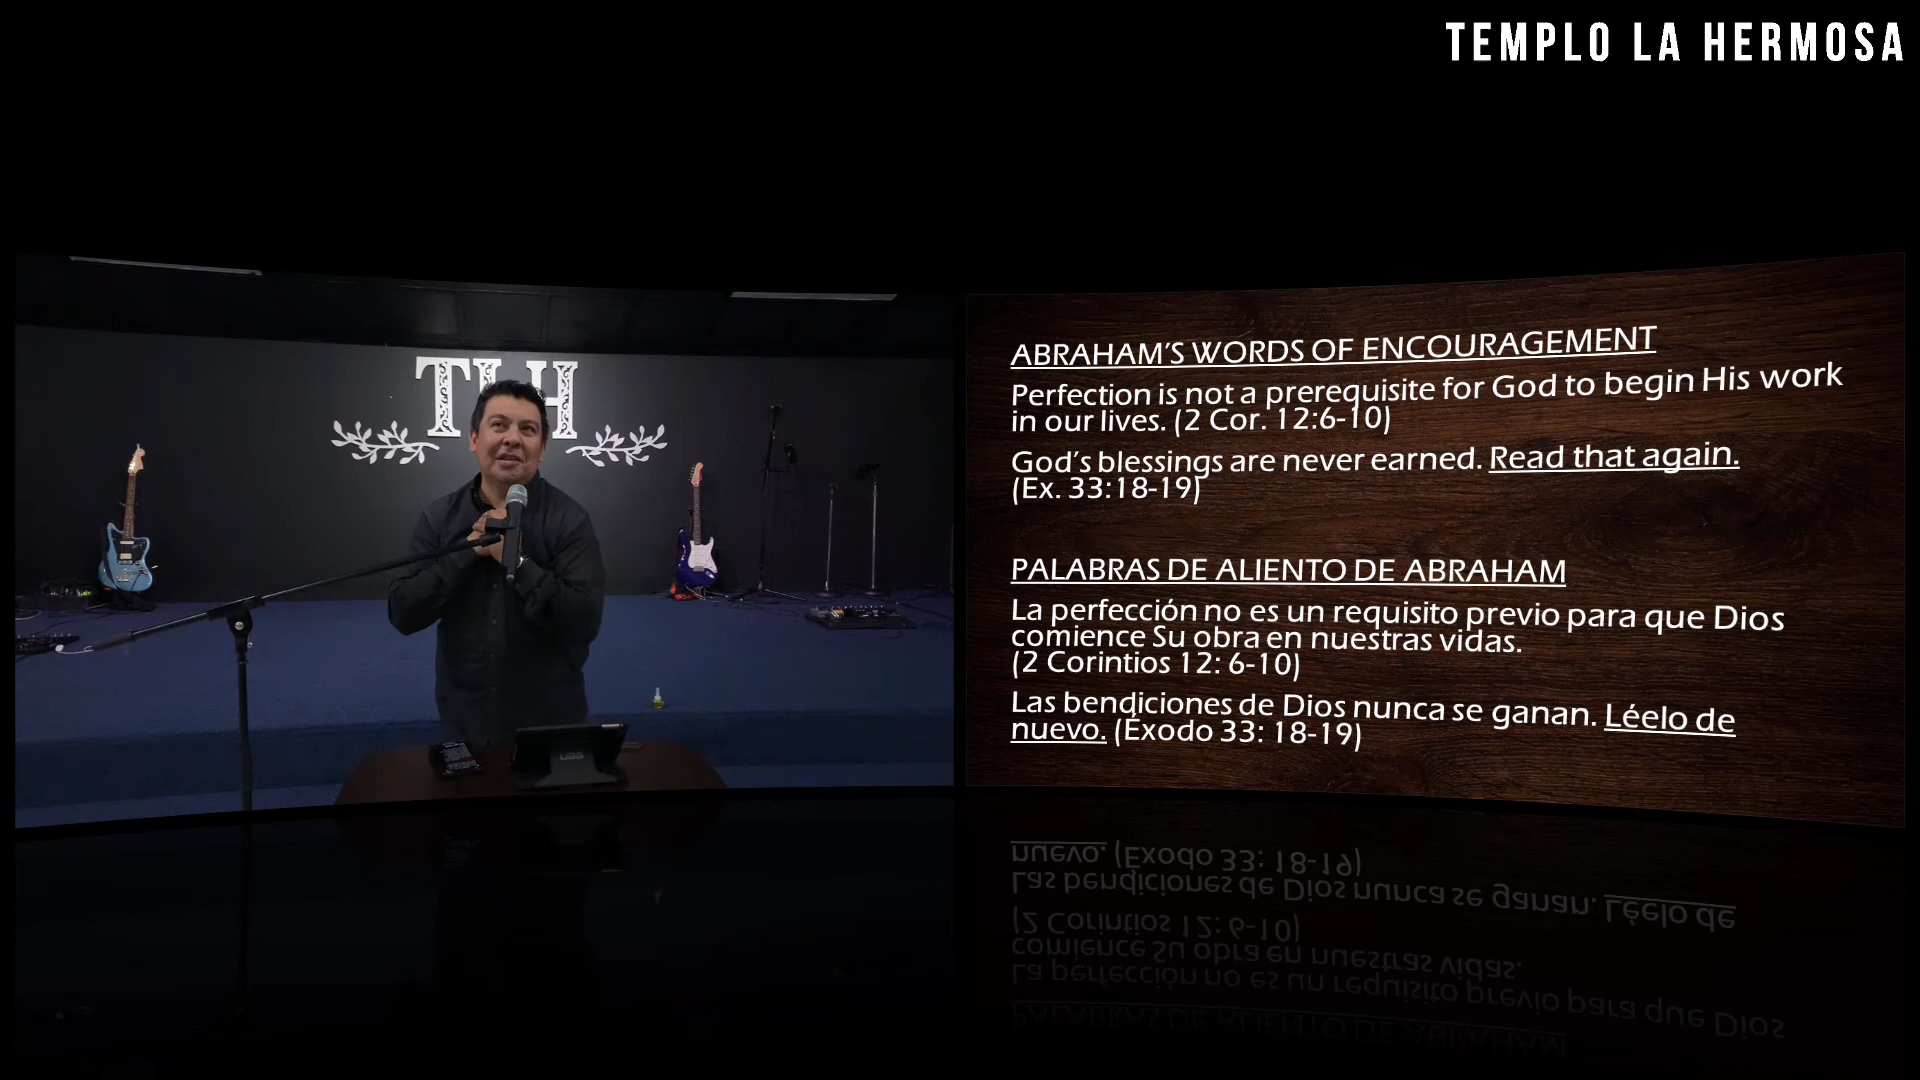 TEMPLO LA HERMOSA
TLH
ABRAHAM'S WORDS OF ENCOURAGEMENT
Perfection is not a prerequisite for God to begin His work
in our lives. (2 Cor. 12:6-10)
God's blessings are never earned. Read that again.
(Ex. 33:18-19)
PALABRAS DE ALIENTO DE ABRAHAM
La perfección no es un requisito previo para que Dios
comience Su obra en nuestras vidas.
(2 Corintios 12: 6-10)
Las bendiciones de Dios nunca se ganan. Léelo de
nuevo. (Éxodo 33: 18-19)